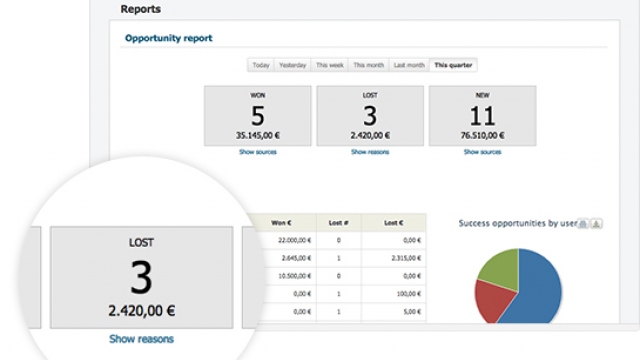 Reports
Opportunity report
Today Yesterday This week This month Last month This quarter
WON LOST NEW
5 3 11
35.145,00 € 2.420,00 € 76.510,00 €
Show sources Show reasons Show sources
Won € Lost # Lost €
22.000,00 € 0 0,00 €
2.645,00 € 1 2.315,00 €
10.500,00 € 0 0,00 €
0,00 € 1 100,00 €
0,00 € 1 5,00 €
Success opportunities by user
LOST
3
2.420,00 €
Show reasons